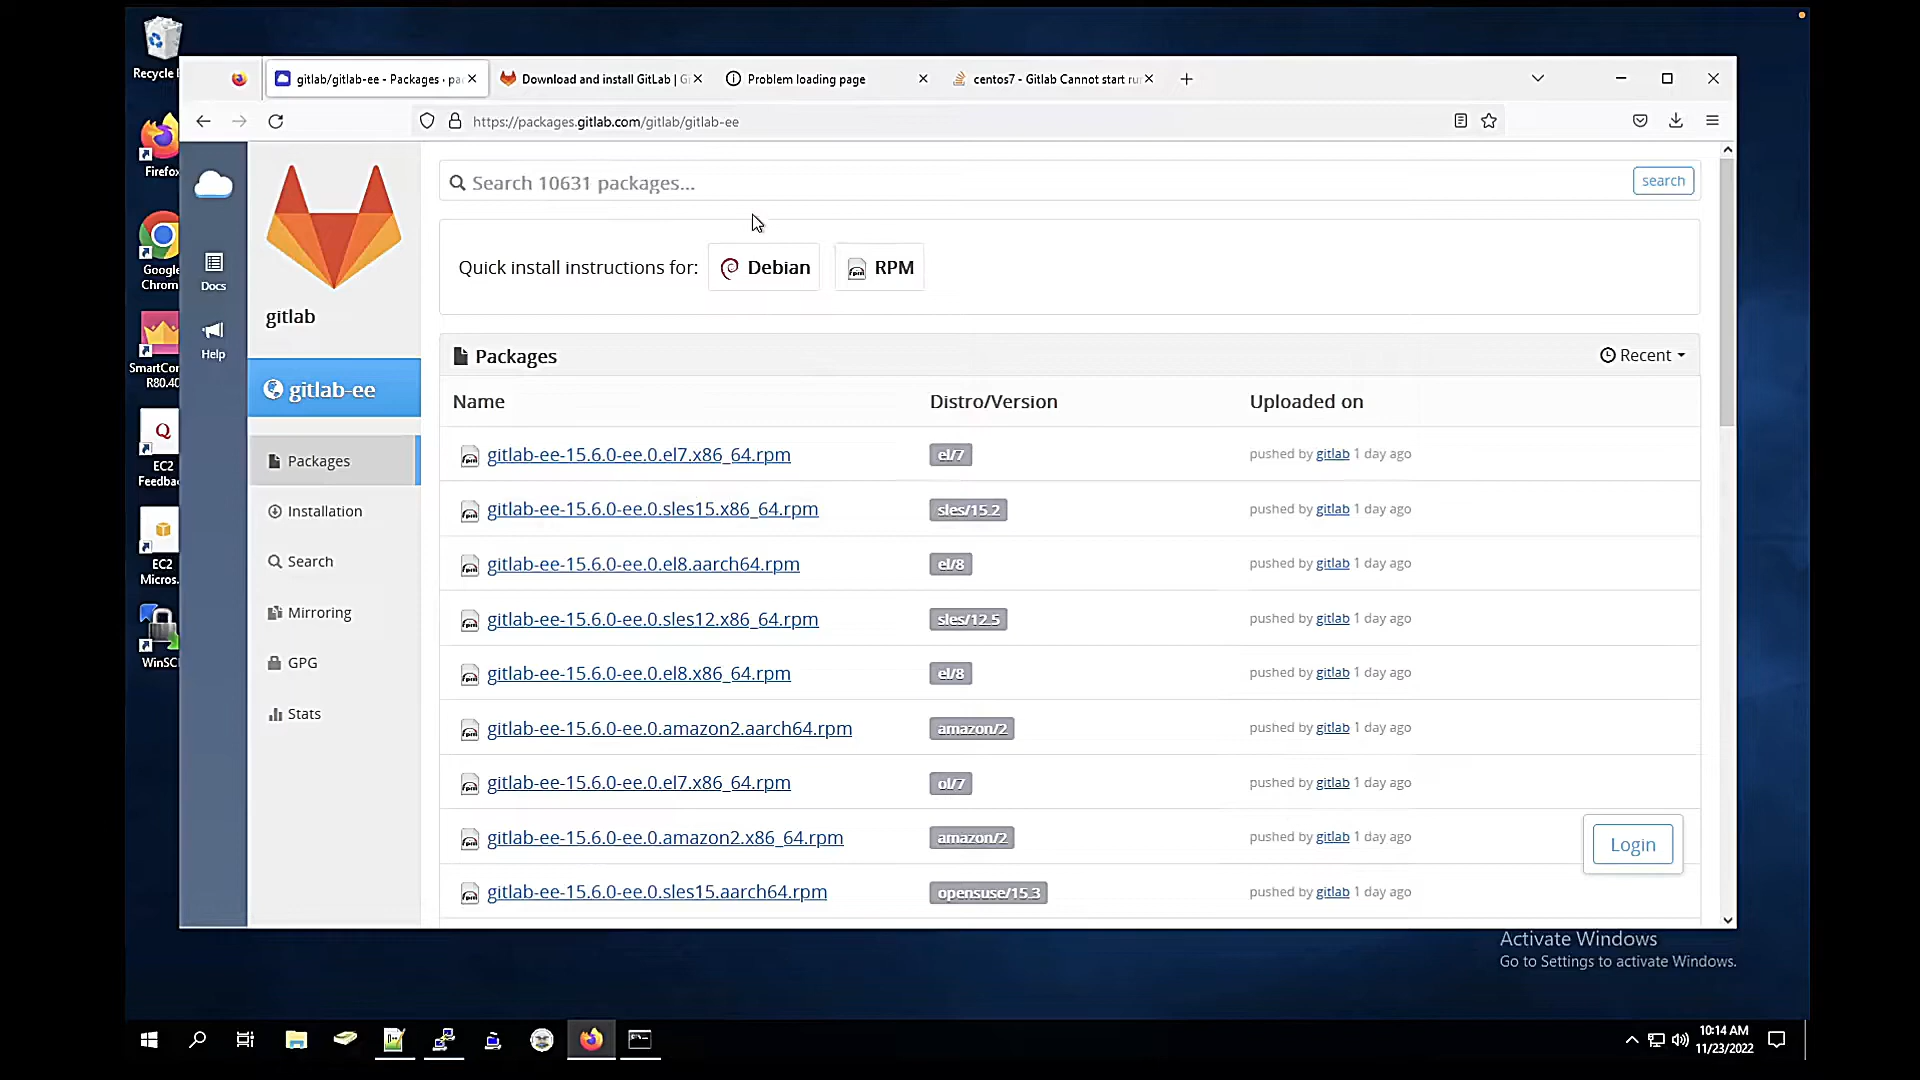 Recycle
gitlab/gitlab-ee - Packages · pa
Download and install GitLab | Gi
Problem loading page
centos7 - Gitlab Cannot start ru
https://packages.gitlab.com/gitlab/gitlab-ee
Firefox
Google
Chrom
SmartCon
R80.40
EC2
Feedba
EC2
Micros.
WinSC
Docs
Help
gitlab
gitlab-ee
Packages
Installation
Search
Mirroring
GPG
Stats
Search 10631 packages...
search
Quick install instructions for:
Debian
RPM
Packages
Recent
Name Distro/Version Uploaded on
gitlab-ee-15.6.0-ee.0.el7.x86_64.rpm el/7 pushed by gitlab 1 day ago
gitlab-ee-15.6.0-ee.0.sles15.x86_64.rpm sles/15.2 pushed by gitlab 1 day ago
gitlab-ee-15.6.0-ee.0.el8.aarch64.rpm el/8 pushed by gitlab 1 day ago
gitlab-ee-15.6.0-ee.0.sles12.x86_64.rpm sles/12.5 pushed by gitlab 1 day ago
gitlab-ee-15.6.0-ee.0.el8.x86_64.rpm el/8 pushed by gitlab 1 day ago
gitlab-ee-15.6.0-ee.0.amazon2.aarch64.rpm amazon/2 pushed by gitlab 1 day ago
gitlab-ee-15.6.0-ee.0.el7.x86_64.rpm ol/7 pushed by gitlab 1 day ago
gitlab-ee-15.6.0-ee.0.amazon2.x86_64.rpm amazon/2 pushed by gitlab 1 day ago
gitlab-ee-15.6.0-ee.0.sles15.aarch64.rpm opensuse/15.3 pushed by gitlab 1 day ago
Login
Activate Windows
Go to Settings to activate Windows.
10:14 AM
11/23/2022